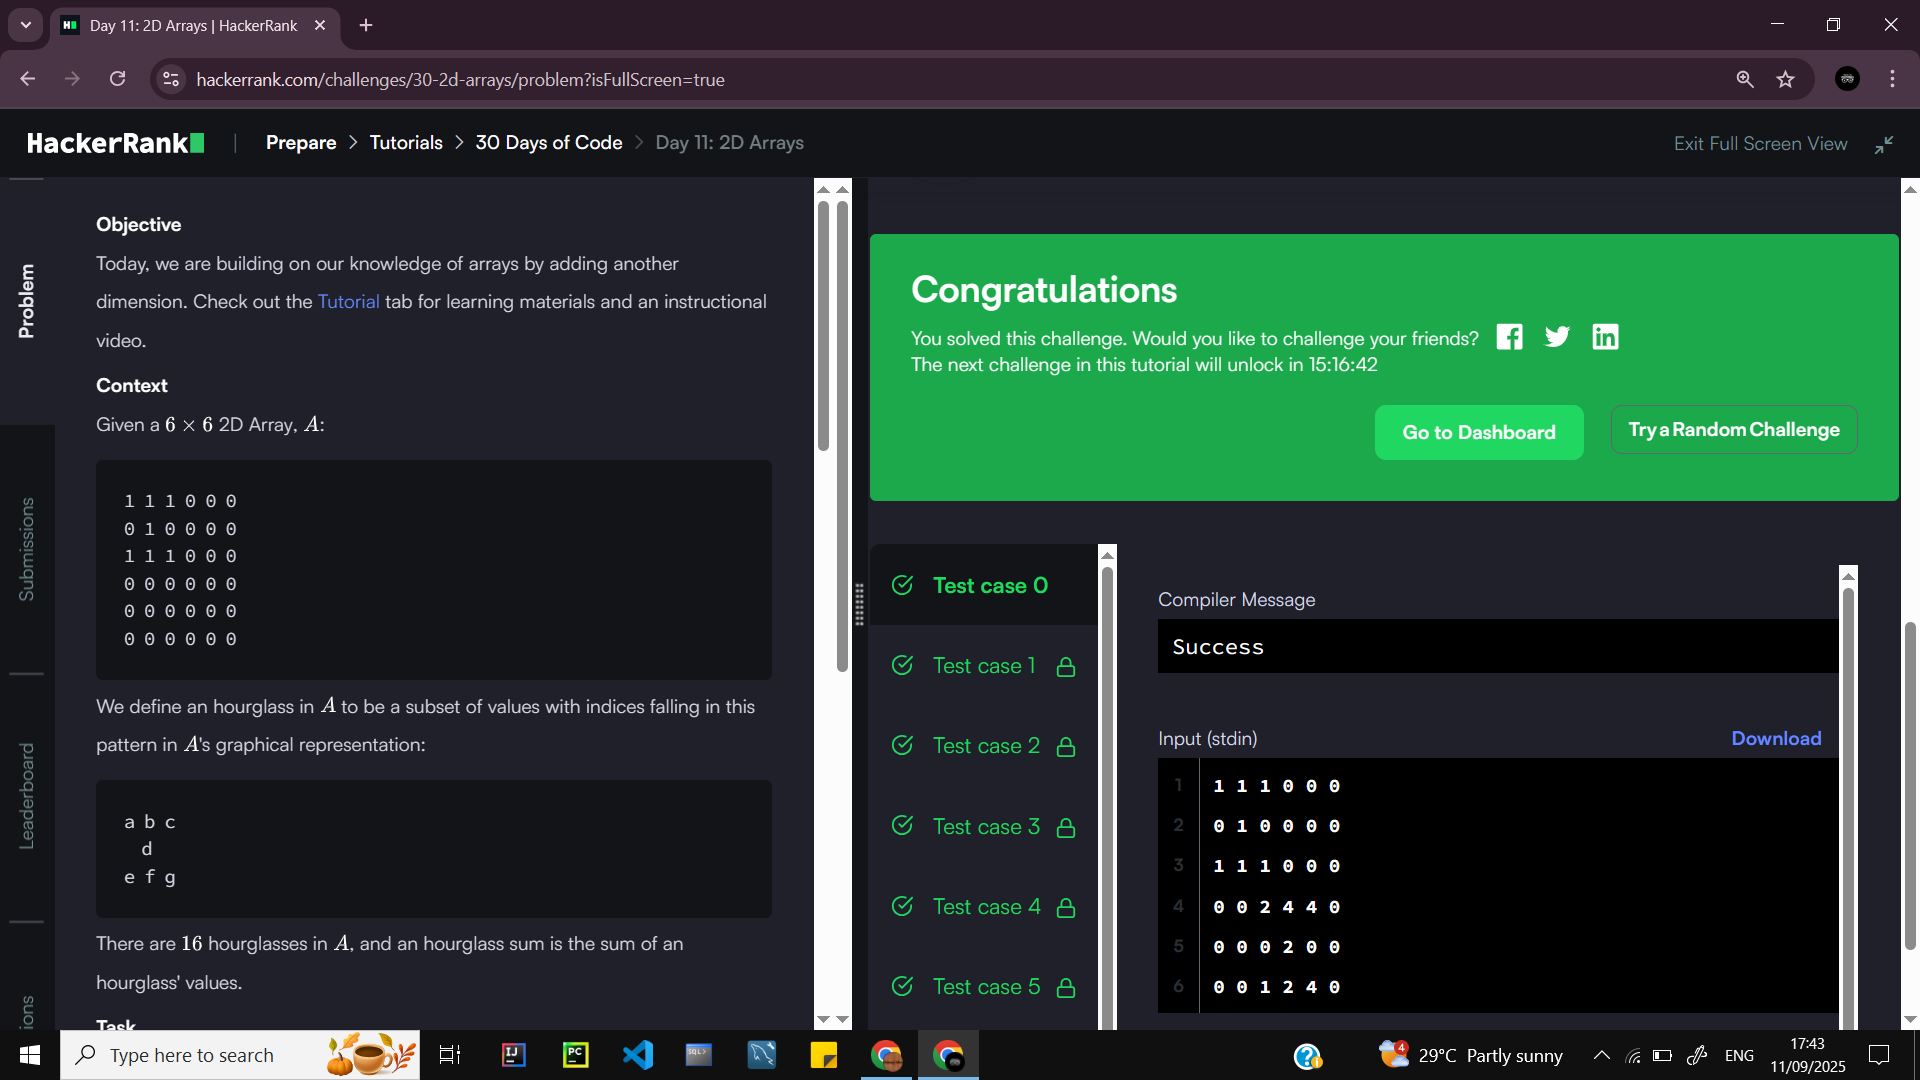 Day 11: 2D Arrays | HackerRank
hackerrank.com/challenges/30-2d-arrays/problem?isFullScreen=true
HackerRank
Prepare > Tutorials > 30 Days of Code > Day 11: 2D Arrays
Exit Full Screen View
Problem
Submissions
Leaderboard
Objective
Today, we are building on our knowledge of arrays by adding another
dimension. Check out the Tutorial tab for learning materials and an instructional
video.
Context
Given a 6 × 6 2D Array, A:
1 1 1 0 0 0
0 1 0 0 0 0
1 1 1 0 0 0
0 0 0 0 0 0
0 0 0 0 0 0
0 0 0 0 0 0
We define an hourglass in A to be a subset of values with indices falling in this
pattern in A's graphical representation:
a b c
d
e f g
There are 16 hourglasses in A, and an hourglass sum is the sum of an
hourglass' values.
Task
Congratulations
You solved this challenge. Would you like to challenge your friends?
The next challenge in this tutorial will unlock in 15:16:42
Go to Dashboard
Try a Random Challenge
Test case 0
Test case 1
Test case 2
Test case 3
Test case 4
Test case 5
Compiler Message
Success
Input (stdin)
Download
1 1 1 1 0 0 0
2 0 1 0 0 0 0
3 1 1 1 0 0 0
4 0 0 2 4 4 0
5 0 0 0 2 0 0
6 0 0 1 2 4 0
Type here to search
29°C Partly sunny
ENG
17:43
11/09/2025